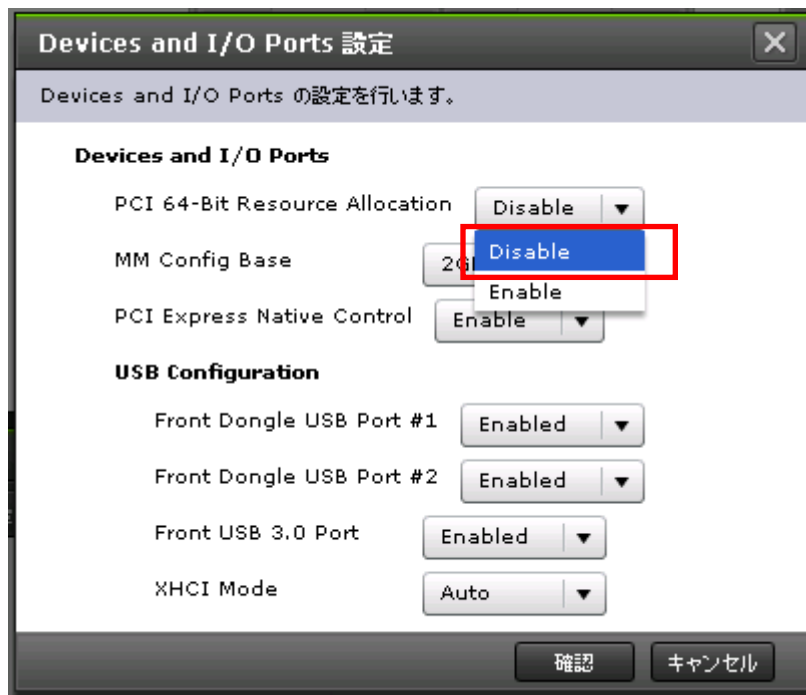 Devices and I/O Ports 設定
Devices and I/O Ports の設定を行います。
Devices and I/O Ports
PCI 64-Bit Resource Allocation Disable
Disable
MM Config Base
Enable
PCI Express Native Control Enable
USB Configuration
Front Dongle USB Port #1 Enabled
Front Dongle USB Port #2 Enabled
Front USB 3.0 Port Enabled
XHCI Mode Auto
確認 キャンセル